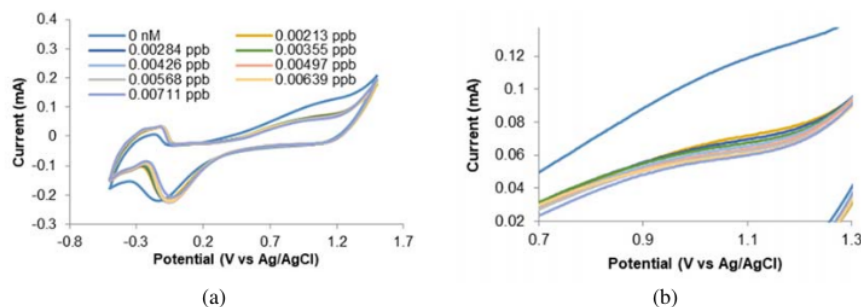 0.4
0.3
0.2
0.1
0
-0.1
-0.2
-0.3
Current (mA)
0 nM
0.00213 ppb
0.00284 ppb
0.00355 ppb
0.00426 ppb
0.00497 ppb
0.00568 ppb
0.00639 ppb
0.00711 ppb
-0.8 -0.3 0.2 0.7 1.2 1.7
Potential (V vs Ag/AgCl)
(a)
0.12
0.1
0.08
0.06
0.04
0.02
Current (mA)
0.7 0.9 1.1 1.3
Potential (V vs Ag/AgCl)
(b)